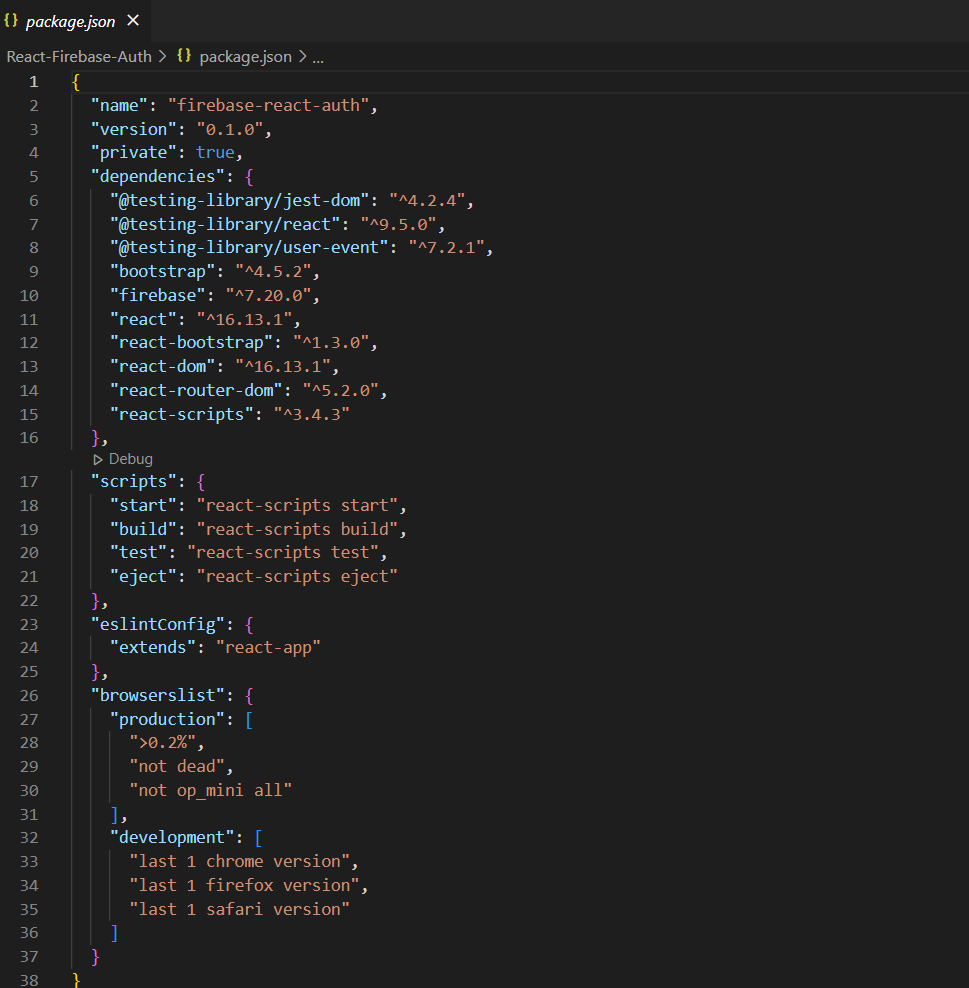 {} package.json ×
React-Firebase-Auth > {} package.json > ...
1 {
2 "name": "firebase-react-auth",
3 "version": "0.1.0",
4 "private": true,
5 "dependencies": {
6 "@testing-library/jest-dom": "^4.2.4",
7 "@testing-library/react": "^9.5.0",
8 "@testing-library/user-event": "^7.2.1",
9 "bootstrap": "^4.5.2",
10 "firebase": "^7.20.0",
11 "react": "^16.13.1",
12 "react-bootstrap": "^1.3.0",
13 "react-dom": "^16.13.1",
14 "react-router-dom": "^5.2.0",
15 "react-scripts": "^3.4.3"
16 },
Debug
17 "scripts": {
18 "start": "react-scripts start",
19 "build": "react-scripts build",
20 "test": "react-scripts test",
21 "eject": "react-scripts eject"
22 },
23 "eslintConfig": {
24 "extends": "react-app"
25 },
26 "browserslist": {
27 "production": [
28 ">0.2%",
29 "not dead",
30 "not op_mini all"
31 ],
32 "development": [
33 "last 1 chrome version",
34 "last 1 firefox version",
35 "last 1 safari version"
36 ]
37 }
38 }